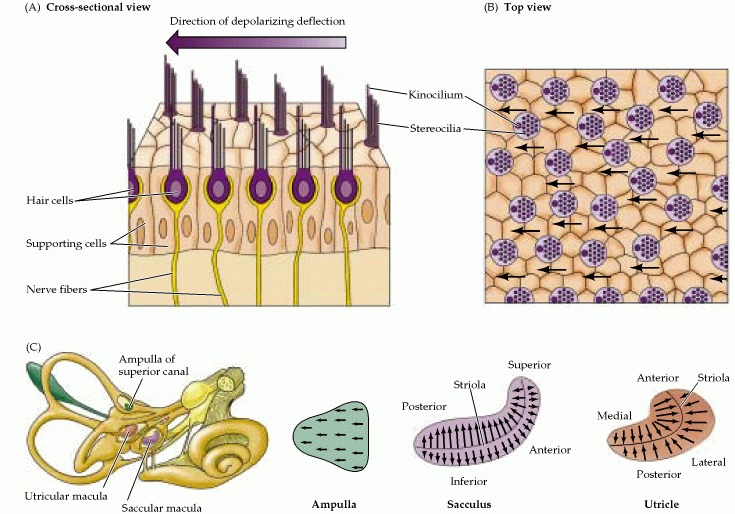 (A) Cross-sectional view
Direction of depolarizing deflection
Kinocilium
Stereocilia
Hair cells
Supporting cells
Nerve fibers
(B) Top view
(C)
Ampulla of
superior canal
Utricular macula
Saccular macula
Ampulla
Superior
Striola
Posterior
Anterior
Inferior
Sacculus
Anterior
Striola
Medial
Lateral
Posterior
Utricle